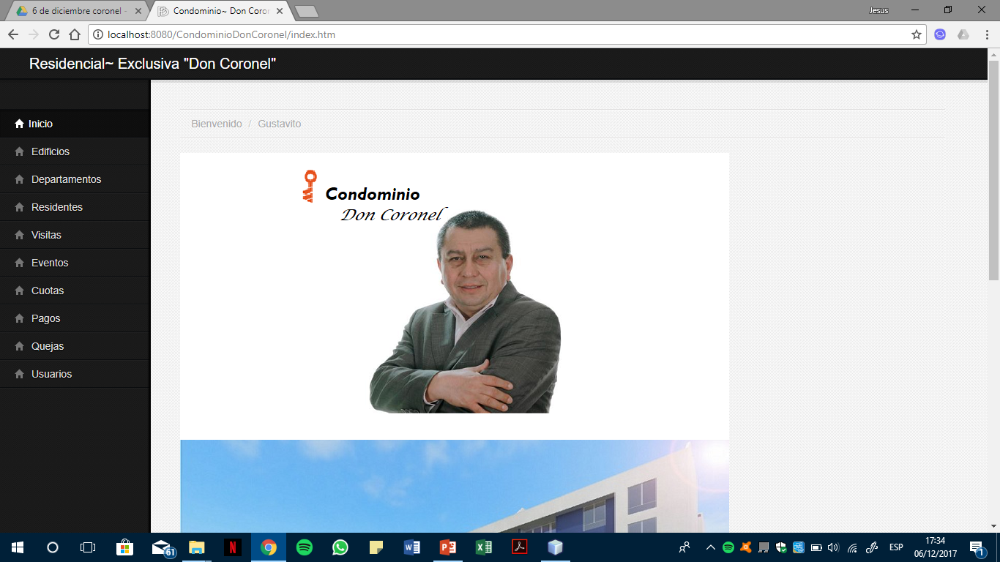 6 de diciembre coronel -
Condominio~ Don Coron
Jesus
localhost:8080/CondominioDonCoronel/index.htm
Residencial~ Exclusiva "Don Coronel"
Inicio
Edificios
Departamentos
Residentes
Visitas
Eventos
Cuotas
Pagos
Quejas
Usuarios
Bienvenido / Gustavito
Condominio
Don Coronel
61
ESP
17:34
06/12/2017
1